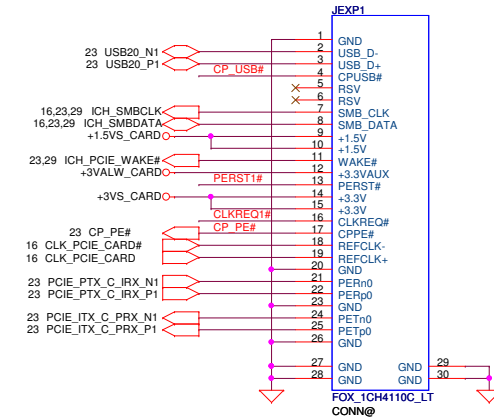 JEXP1
1 GND
23 USB20_N1 2 USB_D-
23 USB20_P1 3 USB_D+
CP_USB# 4 CPUSB#
5 RSV
6 RSV
16,23,29 ICH_SMBCLK 7 SMB_CLK
16,23,29 ICH_SMBDATA 8 SMB_DATA
+1.5VS_CARD 9 +1.5V
10 +1.5V
23,29 ICH_PCIE_WAKE# 11 WAKE#
+3VALW_CARD 12 +3.3VAUX
PERST1# 13 PERST#
+3VS_CARD 14 +3.3V
15 +3.3V
CLKREQ1# 16 CLKREQ#
23 CP_PE# CP_PE# 17 CPPE#
16 CLK_PCIE_CARD# 18 REFCLK-
16 CLK_PCIE_CARD 19 REFCLK+
20 GND
23 PCIE_PTX_C_IRX_N1 21 PERn0
23 PCIE_PTX_C_IRX_P1 22 PERp0
23 GND
23 PCIE_ITX_C_PRX_N1 24 PETn0
23 PCIE_ITX_C_PRX_P1 25 PETp0
26 GND
27 GND GND 29
28 GND GND 30
FOX_1CH4110C_LT
CONN@